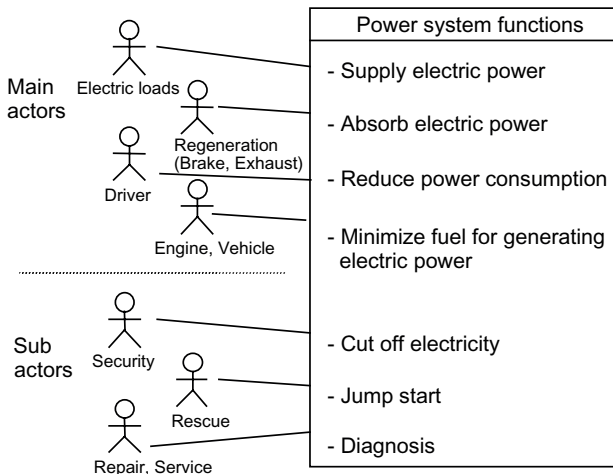 Power system functions
Main
actors
Electric loads
- Supply electric power
Regeneration
(Brake, Exhaust)
- Absorb electric power
Driver
- Reduce power consumption
Engine, Vehicle
- Minimize fuel for generating
electric power
Sub
actors
Security
- Cut off electricity
Rescue
- Jump start
Repair, Service
- Diagnosis